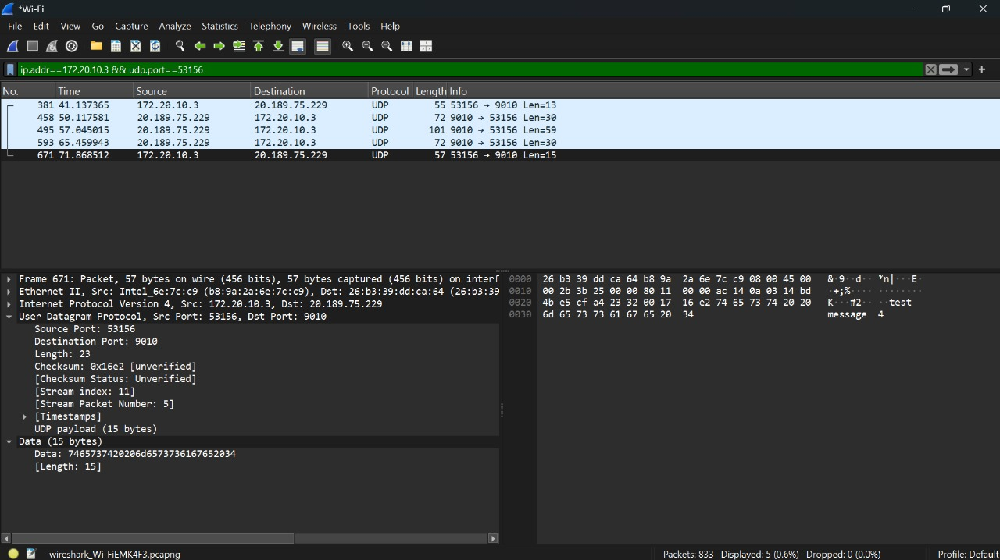 *Wi-Fi
File Edit View Go Capture Analyze Statistics Telephony Wireless Tools Help
ip.addr==172.20.10.3 && udp.port==53156
No. Time Source Destination Protocol Length Info
381 41.137365 172.20.10.3 20.189.75.229 UDP 55 53156 → 9010 Len=13
458 50.117581 20.189.75.229 172.20.10.3 UDP 72 9010 → 53156 Len=30
495 57.045015 20.189.75.229 172.20.10.3 UDP 101 9010 → 53156 Len=59
593 65.459943 20.189.75.229 172.20.10.3 UDP 72 9010 → 53156 Len=30
671 71.868512 172.20.10.3 20.189.75.229 UDP 57 53156 → 9010 Len=15
Frame 671: Packet, 57 bytes on wire (456 bits), 57 bytes captured (456 bits) on interf
Ethernet II, Src: Intel_6e:7c:c9 (b8:9a:2a:6e:7c:c9), Dst: 26:b3:39:dd:ca:64 (26:b3:39
Internet Protocol Version 4, Src: 172.20.10.3, Dst: 20.189.75.229
User Datagram Protocol, Src Port: 53156, Dst Port: 9010
Source Port: 53156
Destination Port: 9010
Length: 23
Checksum: 0x16e2 [unverified]
[Checksum Status: Unverified]
[Stream index: 11]
[Stream Packet Number: 5]
[Timestamps]
UDP payload (15 bytes)
Data (15 bytes)
Data: 7465737420206d6573736167652034
[Length: 15]
0000 26 b3 39 dd ca 64 b8 9a 2a 6e 7c c9 08 00 45 00 &·9··d·· *n|···E·
0010 00 2b 3b 25 00 00 80 11 00 00 ac 14 0a 03 14 bd ·+;%···· ········
0020 4b e5 cf a4 23 32 00 17 16 e2 74 65 73 74 20 20 K···#2·· ··test
0030 6d 65 73 73 61 67 65 20 34 message 4
wireshark_Wi-FiEMK4F3.pcapng
Packets: 833 · Displayed: 5 (0.6%) · Dropped: 0 (0.0%)
Profile: Default